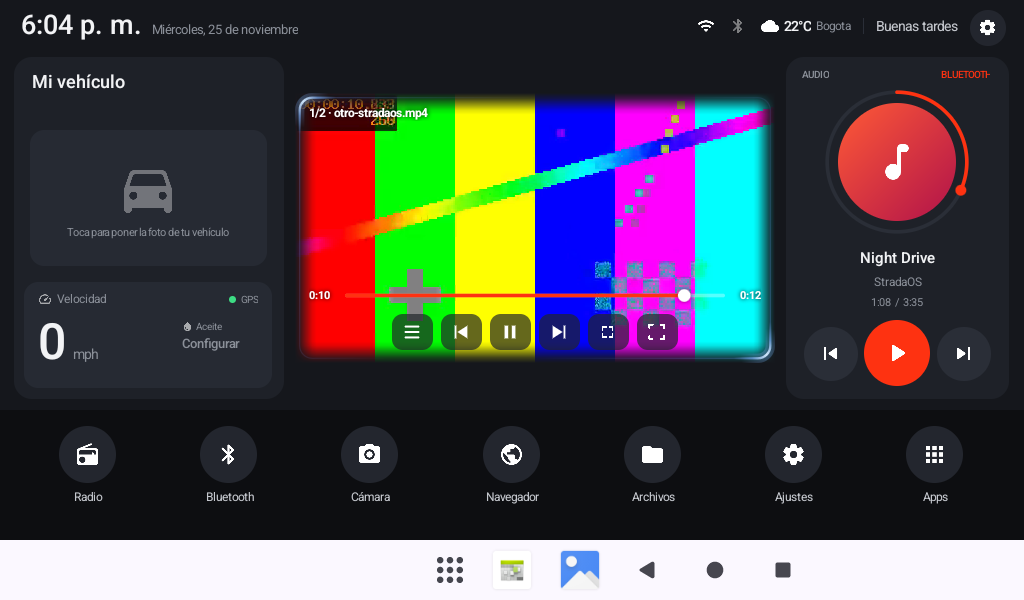 6:04 p. m.
Miércoles, 25 de noviembre
22°C Bogota
Buenas tardes
Mi vehículo
Toca para poner la foto de tu vehículo
Velocidad
GPS
0 mph
Aceite
Configurar
1/2 · otro-stradaos.mp4
250
0:10
0:12
AUDIO
BLUETOOTH
Night Drive
StradaOS
1:08 / 3:35
Radio
Bluetooth
Cámara
Navegador
Archivos
Ajustes
Apps